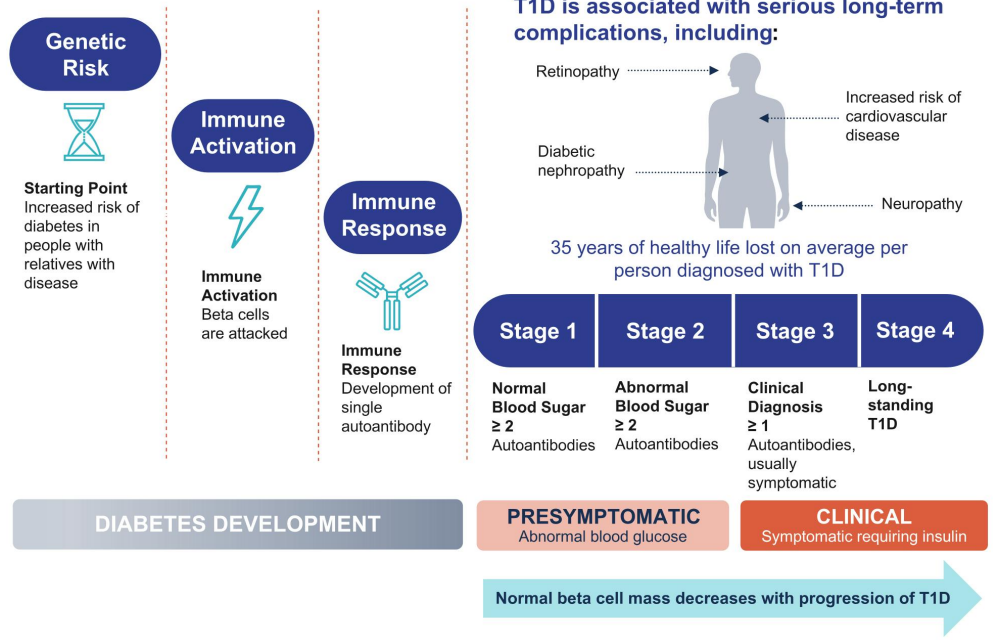 Genetic
Risk
Starting Point
Increased risk of
diabetes in
people with
relatives with
disease
Immune
Activation
Immune
Activation
Beta cells
are attacked
Immune
Response
Immune
Response
Development of
single
autoantibody
T1D is associated with serious long-term
complications, including:
Retinopathy
Increased risk of
cardiovascular
disease
Diabetic
nephropathy
Neuropathy
35 years of healthy life lost on average per
person diagnosed with T1D
Stage 1
Normal
Blood Sugar
≥ 2
Autoantibodies
Stage 2
Abnormal
Blood Sugar
≥ 2
Autoantibodies
Stage 3
Clinical
Diagnosis
≥ 1
Autoantibodies,
usually
symptomatic
Stage 4
Long-
standing
T1D
DIABETES DEVELOPMENT
PRESYMPTOMATIC
Abnormal blood glucose
CLINICAL
Symptomatic requiring insulin
Normal beta cell mass decreases with progression of T1D